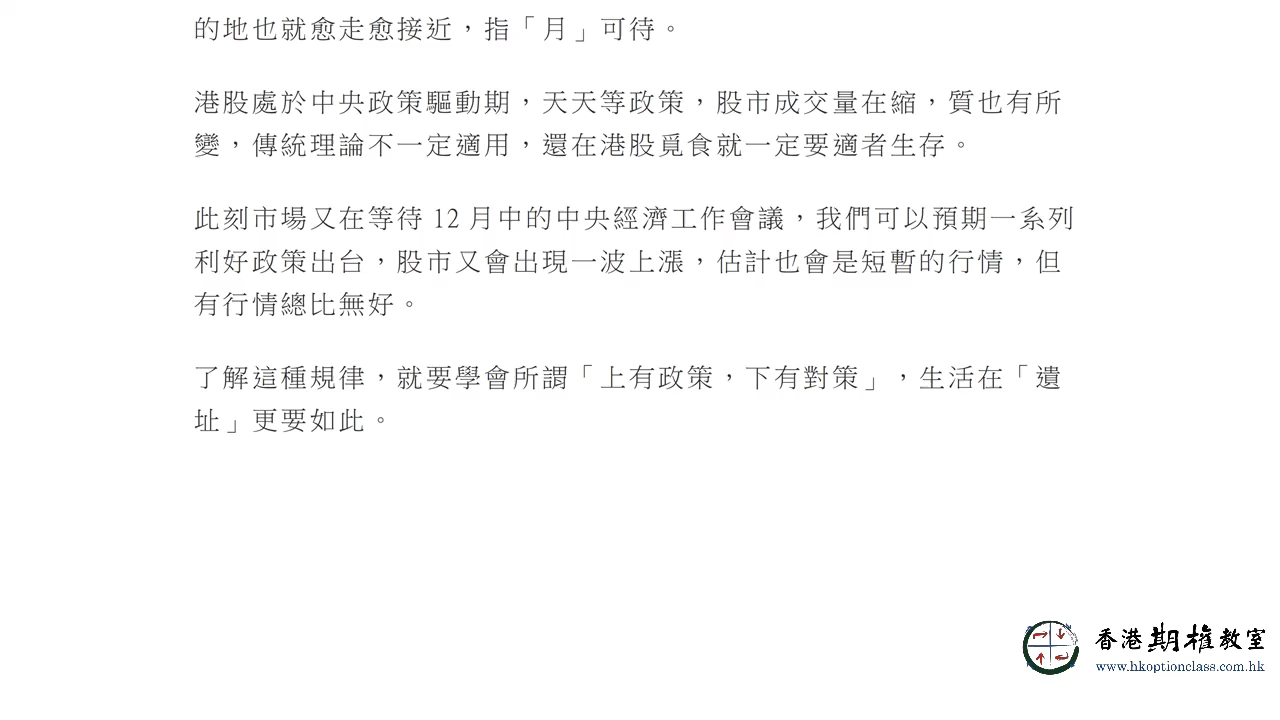 的地也就愈走愈接近，指「月」可待。
港股處於中央政策驅動期，天天等政策，股市成交量在縮，質也有所
變，傳統理論不一定適用，還在港股覓食就一定要適者生存。
此刻市場又在等待 12 月中的中央經濟工作會議，我們可以預期一系列
利好政策出台，股市又會出現一波上漲，估計也會是短暫的行情，但
有行情總比無好。
了解這種規律，就要學會所謂「上有政策，下有對策」，生活在「遺
址」更要如此。
香港期權教室
www.hkoptionclass.com.hk